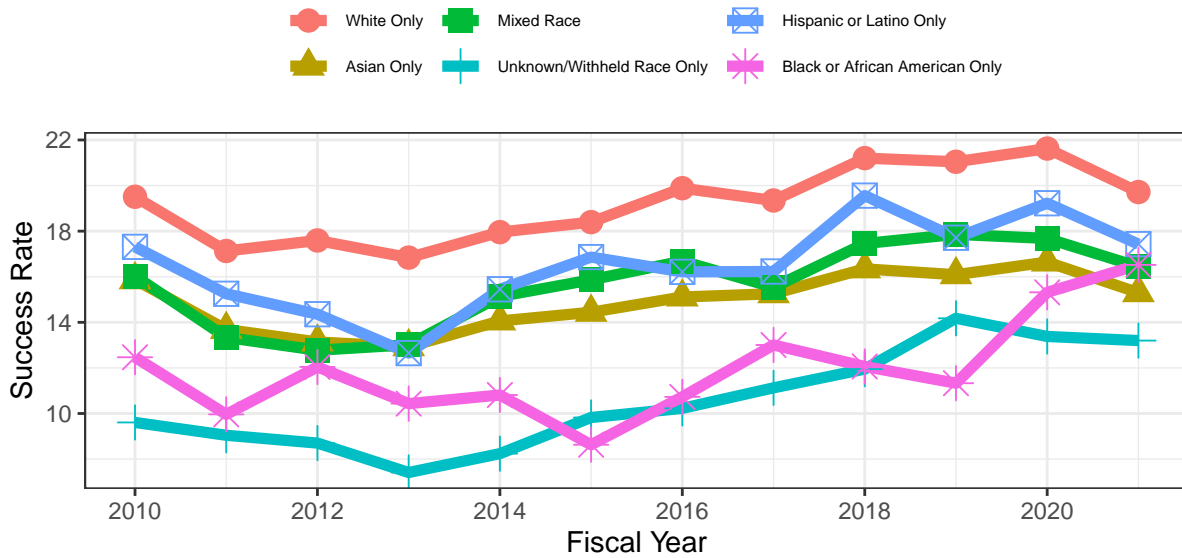 White Only
Mixed Race
Hispanic or Latino Only
Asian Only
Unknown/Withheld Race Only
Black or African American Only
22
18
14
10
Success Rate
2010
2012
2014
2016
2018
2020
Fiscal Year